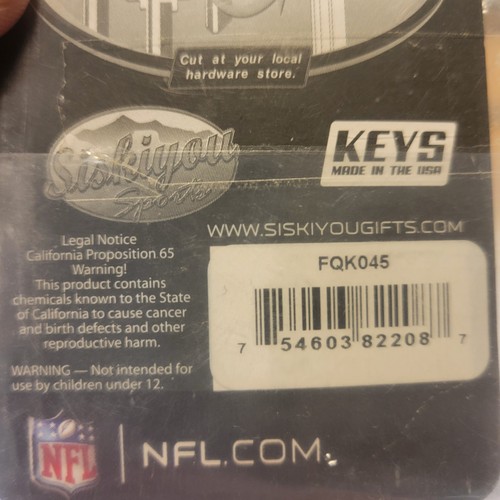 Cut at your local
hardware store.
Siskiyou
Sports
KEYS
MADE IN THE USA
WWW.SISKIYOUGIFTS.COM
Legal Notice
California Proposition 65
Warning!
This product contains
chemicals known to the State
of California to cause cancer
and birth defects and other
reproductive harm.
WARNING — Not intended for
use by children under 12.
FQK045
7 54603 82208 7
NFL
NFL.COM